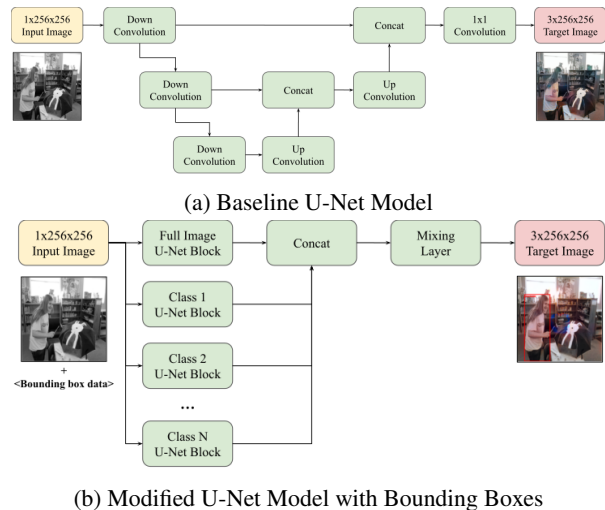 1x256x256
Input Image
Down
Convolution
Concat
1x1
Convolution
3x256x256
Target Image
Down
Convolution
Concat
Up
Convolution
Down
Convolution
Up
Convolution
(a) Baseline U-Net Model
1x256x256
Input Image
Full Image
U-Net Block
Concat
Mixing
Layer
3x256x256
Target Image
Class 1
U-Net Block
+
<Bounding box data>
Class 2
U-Net Block
...
Class N
U-Net Block
(b) Modified U-Net Model with Bounding Boxes